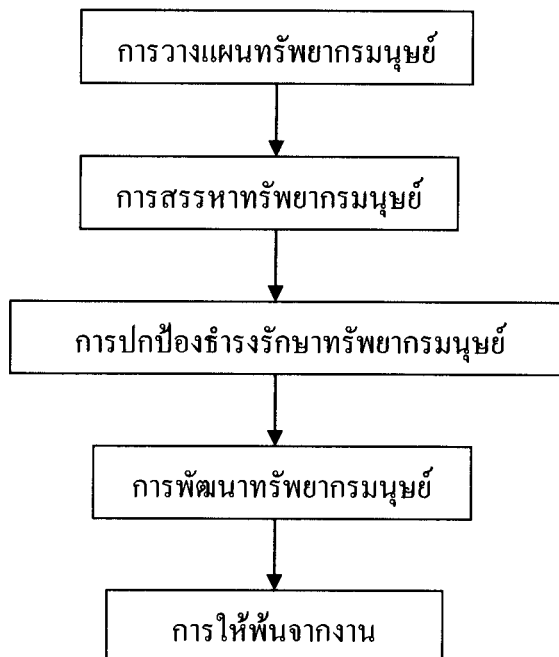 การวางแผนทรัพยากรมนุษย์
การสรรหาทรัพยากรมนุษย์
การปกป้องธำรงรักษาทรัพยากรมนุษย์
การพัฒนาทรัพยากรมนุษย์
การให้พ้นจากงาน